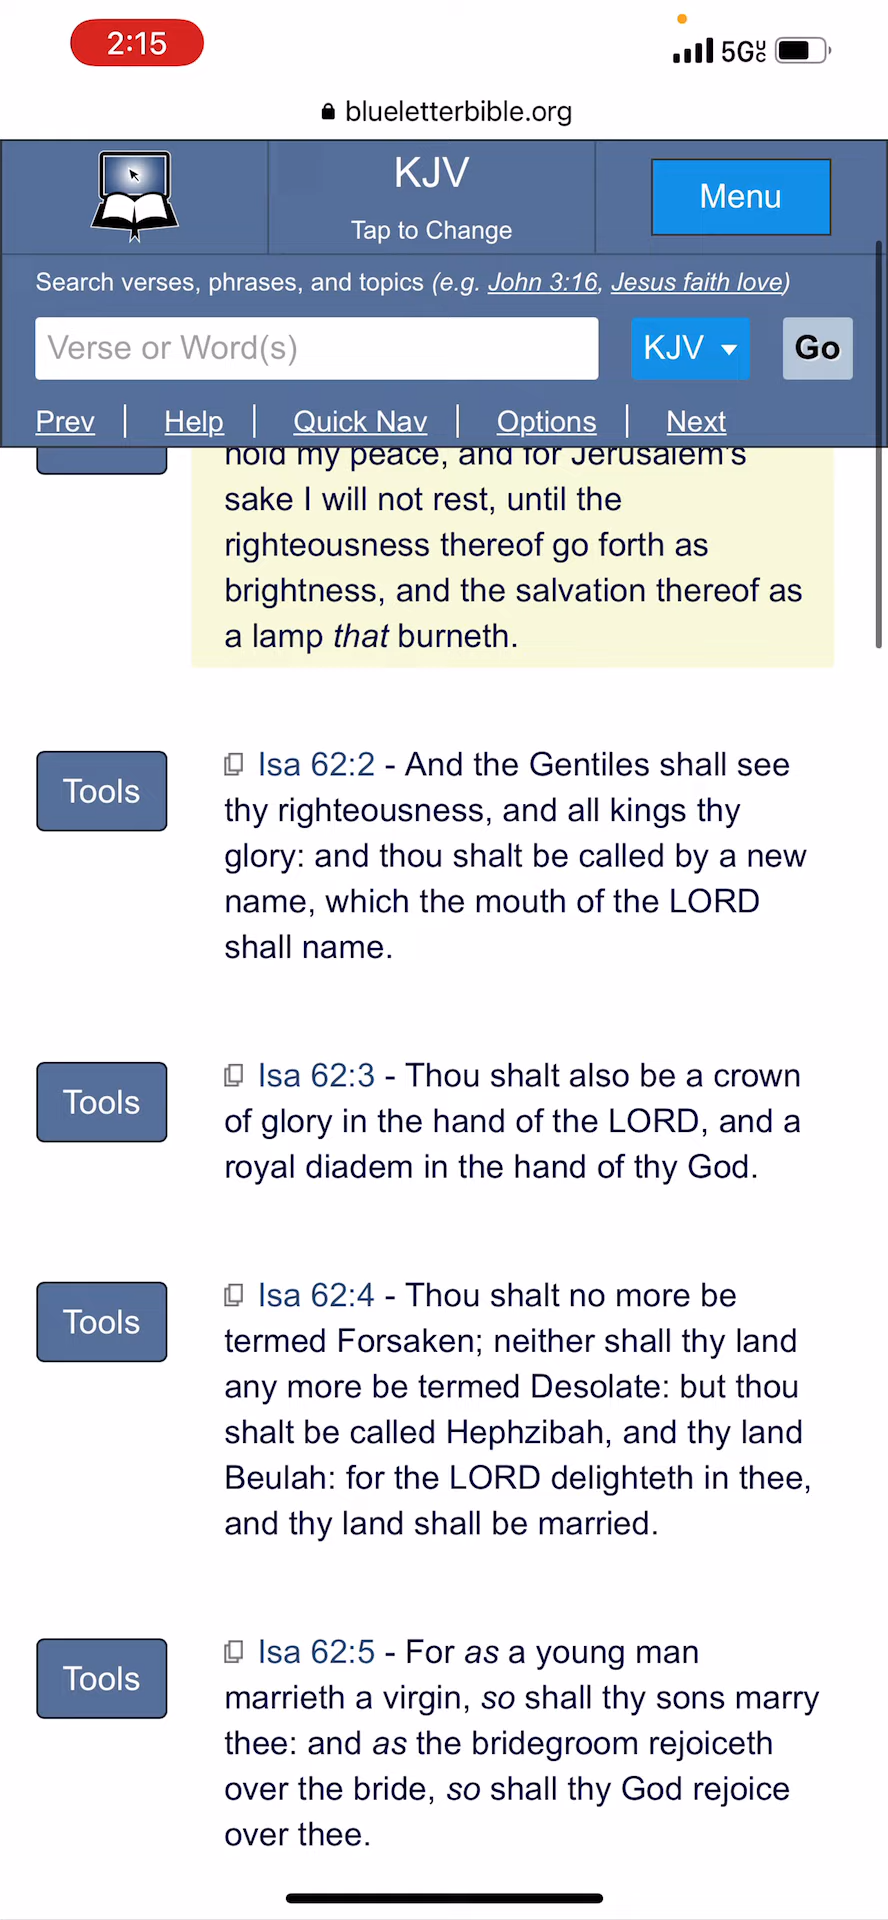 2:15
5G UC
blueletterbible.org
KJV
Tap to Change
Menu
Search verses, phrases, and topics (e.g. John 3:16, Jesus faith love)
Verse or Word(s)
KJV
Go
Prev | Help | Quick Nav | Options | Next
hold my peace, and for Jerusalem's
sake I will not rest, until the
righteousness thereof go forth as
brightness, and the salvation thereof as
a lamp that burneth.
Tools
Isa 62:2 - And the Gentiles shall see
thy righteousness, and all kings thy
glory: and thou shalt be called by a new
name, which the mouth of the LORD
shall name.
Tools
Isa 62:3 - Thou shalt also be a crown
of glory in the hand of the LORD, and a
royal diadem in the hand of thy God.
Tools
Isa 62:4 - Thou shalt no more be
termed Forsaken; neither shall thy land
any more be termed Desolate: but thou
shalt be called Hephzibah, and thy land
Beulah: for the LORD delighteth in thee,
and thy land shall be married.
Tools
Isa 62:5 - For as a young man
marrieth a virgin, so shall thy sons marry
thee: and as the bridegroom rejoiceth
over the bride, so shall thy God rejoice
over thee.